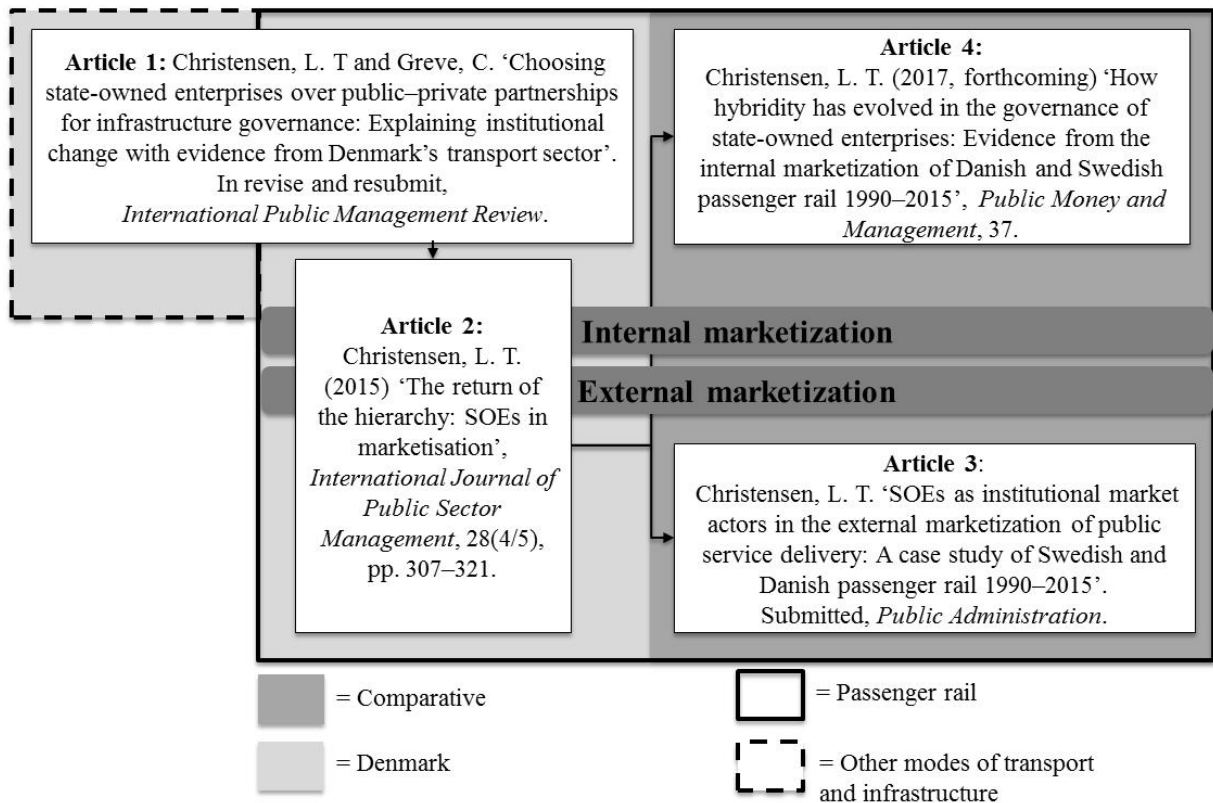 Article 1: Christensen, L. T and Greve, C. ‘Choosing
state-owned enterprises over public–private partnerships
for infrastructure governance: Explaining institutional
change with evidence from Denmark’s transport sector’.
In revise and resubmit,
International Public Management Review.
Article 4:
Christensen, L. T. (2017, forthcoming) ‘How
hybridity has evolved in the governance of
state-owned enterprises: Evidence from the
internal marketization of Danish and Swedish
passenger rail 1990–2015’, Public Money and
Management, 37.
Article 2:
Christensen, L. T.
(2015) ‘The return of
the hierarchy: SOEs in
marketisation’,
International Journal of
Public Sector
Management, 28(4/5),
pp. 307–321.
Internal marketization
External marketization
Article 3:
Christensen, L. T. ‘SOEs as institutional market
actors in the external marketization of public
service delivery: A case study of Swedish and
Danish passenger rail 1990–2015’.
Submitted, Public Administration.
= Comparative
= Passenger rail
= Denmark
= Other modes of transport
and infrastructure